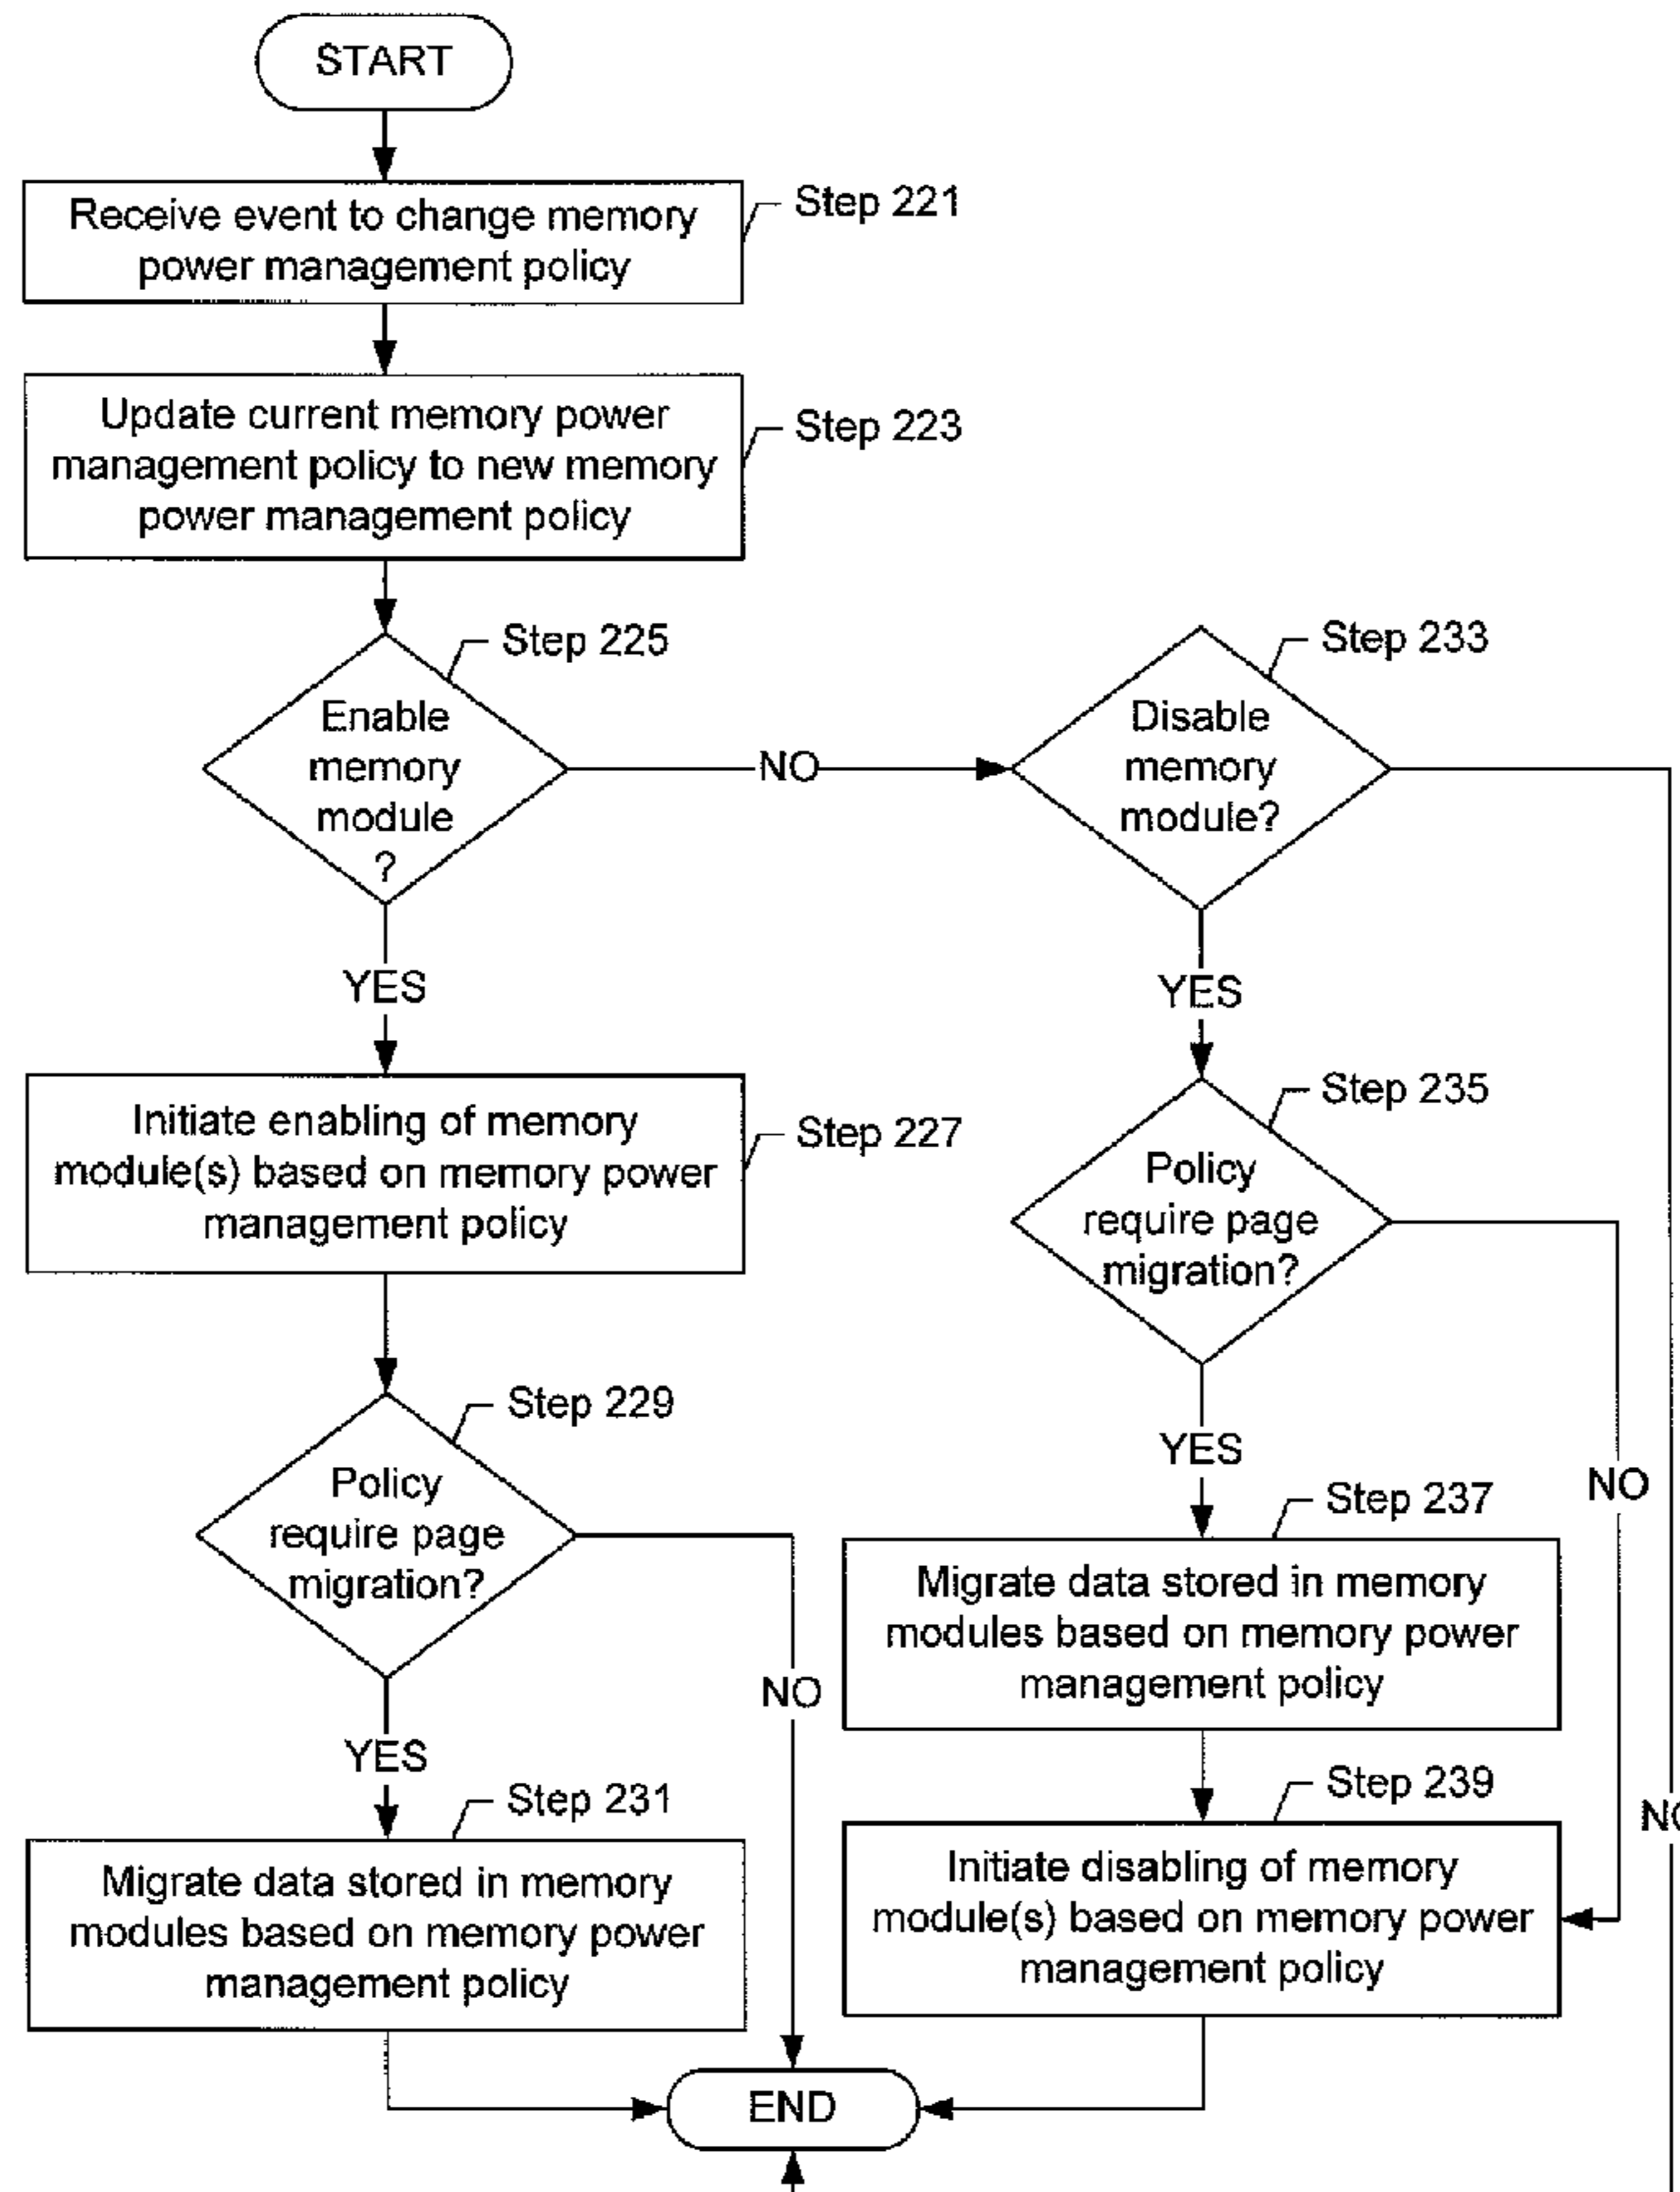 START
Receive event to change memory
power management policy
Step 221
Update current memory power
management policy to new memory
power management policy
Step 223
Step 225
Enable
memory
module
?
NO
Step 233
Disable
memory
module?
YES
YES
Initiate enabling of memory
module(s) based on memory power
management policy
Step 227
Step 235
Policy
require page
migration?
Step 229
Policy
require page
migration?
YES
NO
Step 237
Migrate data stored in memory
modules based on memory power
management policy
NO
YES
Step 231
Migrate data stored in memory
modules based on memory power
management policy
Step 239
Initiate disabling of memory
module(s) based on memory power
management policy
NO
END